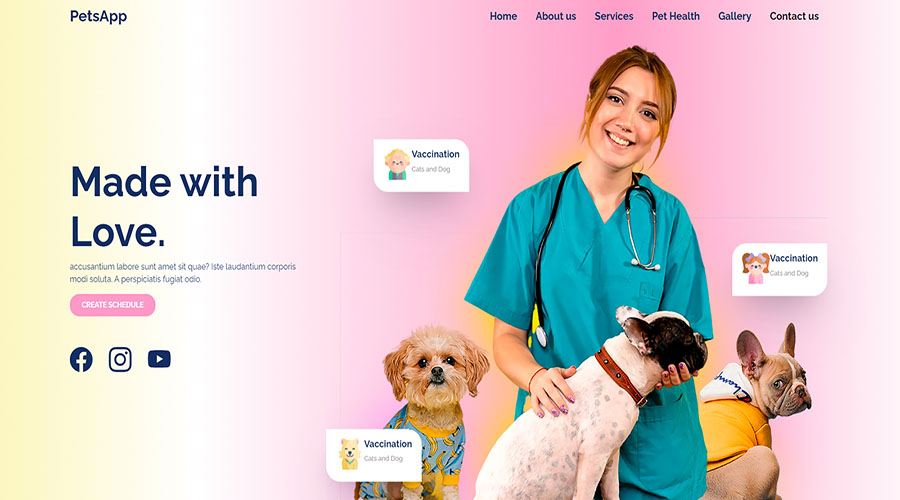 PetsApp
Home About us Services Pet Health Gallery Contact us
Vaccination
Cats and Dog
Made with
Love.
accusantium labore sunt amet sit quae? Iste laudantium corporis
modi soluta. A perspiciatis fugiat odio.
CREATE SCHEDULE
Vaccination
Cats and Dog
Vaccination
Cats and Dog
Champ